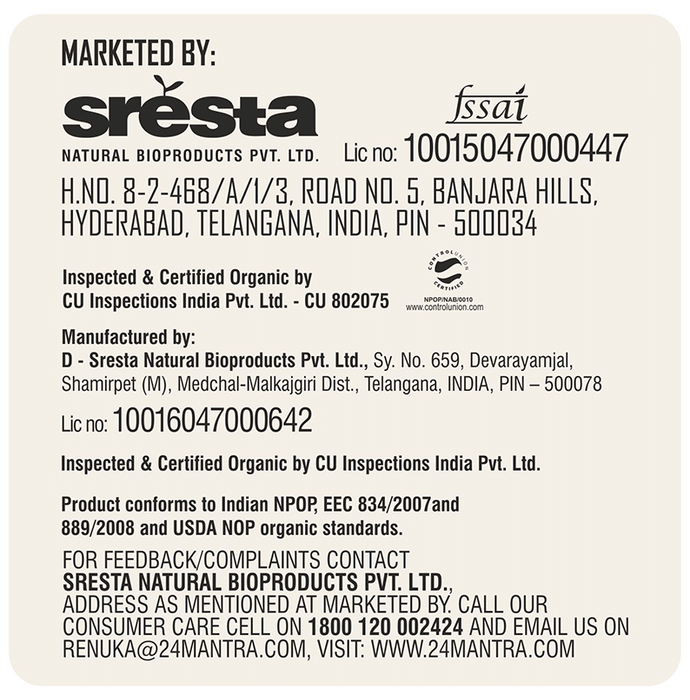 MARKETED BY:
srèsta
NATURAL BIOPRODUCTS PVT. LTD.
fssai
Lic no: 10015047000447
H.NO. 8-2-468/A/1/3, ROAD NO. 5, BANJARA HILLS,
HYDERABAD, TELANGANA, INDIA, PIN - 500034
Inspected & Certified Organic by
CU Inspections India Pvt. Ltd. - CU 802075
CONTROLUNION
CERTIFIED
NPOP/NAB/0010
www.controlunion.com
Manufactured by:
D - Sresta Natural Bioproducts Pvt. Ltd., Sy. No. 659, Devarayamjal,
Shamirpet (M), Medchal-Malkajgiri Dist., Telangana, INDIA, PIN – 500078
Lic no: 10016047000642
Inspected & Certified Organic by CU Inspections India Pvt. Ltd.
Product conforms to Indian NPOP, EEC 834/2007and
889/2008 and USDA NOP organic standards.
FOR FEEDBACK/COMPLAINTS CONTACT
SRESTA NATURAL BIOPRODUCTS PVT. LTD.,
ADDRESS AS MENTIONED AT MARKETED BY. CALL OUR
CONSUMER CARE CELL ON 1800 120 002424 AND EMAIL US ON
RENUKA@24MANTRA.COM, VISIT: WWW.24MANTRA.COM